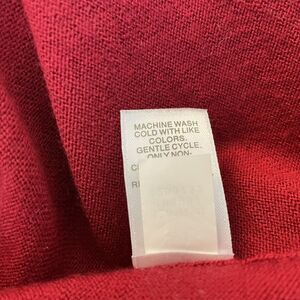 MACHINE WASH
COLD WITH LIKE
COLORS.
GENTLE CYCLE.
ONLY NON-